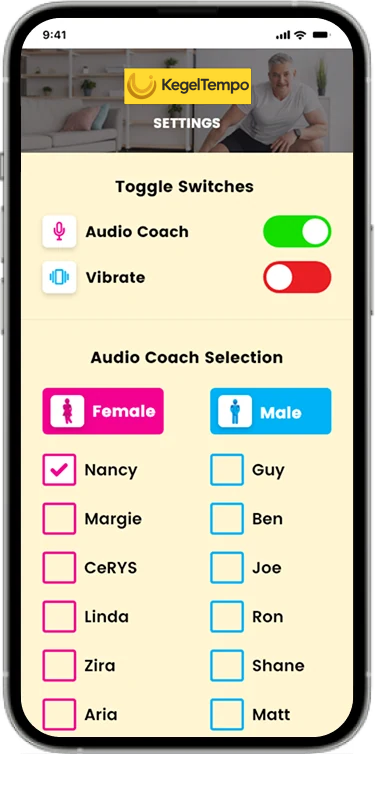 9:41
KegelTempo
SETTINGS
Toggle Switches
Audio Coach
Vibrate
Audio Coach Selection
Female Male
Nancy Guy
Margie Ben
CeRYS Joe
Linda Ron
Zira Shane
Aria Matt